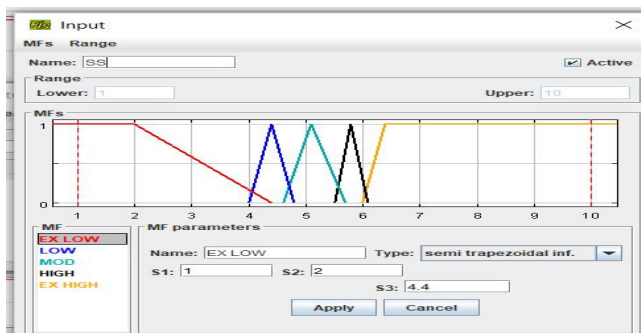 Fis Input
MFs Range
Name: SS Active
Range
Lower: 1 Upper: 10
MFs
1
0
1 2 3 4 5 6 7 8 9 10
MF
EX LOW
LOW
MOD
HIGH
EX HIGH
MF parameters
Name: EX LOW Type: semi trapezoidal inf.
S1: 1 S2: 2
S3: 4.4
Apply Cancel